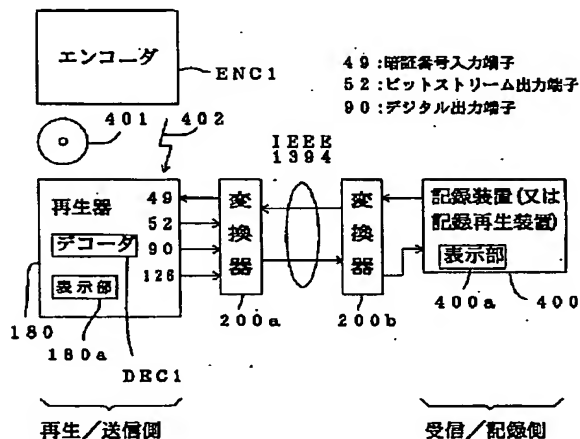 エンコーダ
ENC1
49:暗証番号入力端子
52:ビットストリーム出力端子
90:デジタル出力端子
401
402
IEEE
1394
再生器
49
52
90
126
デコーダ
表示部
変換器
変換器
記録装置(又は
記録再生装置)
表示部
400a
400
180
180a
DEC1
200a
200b
再生/送信側
受信/記録側